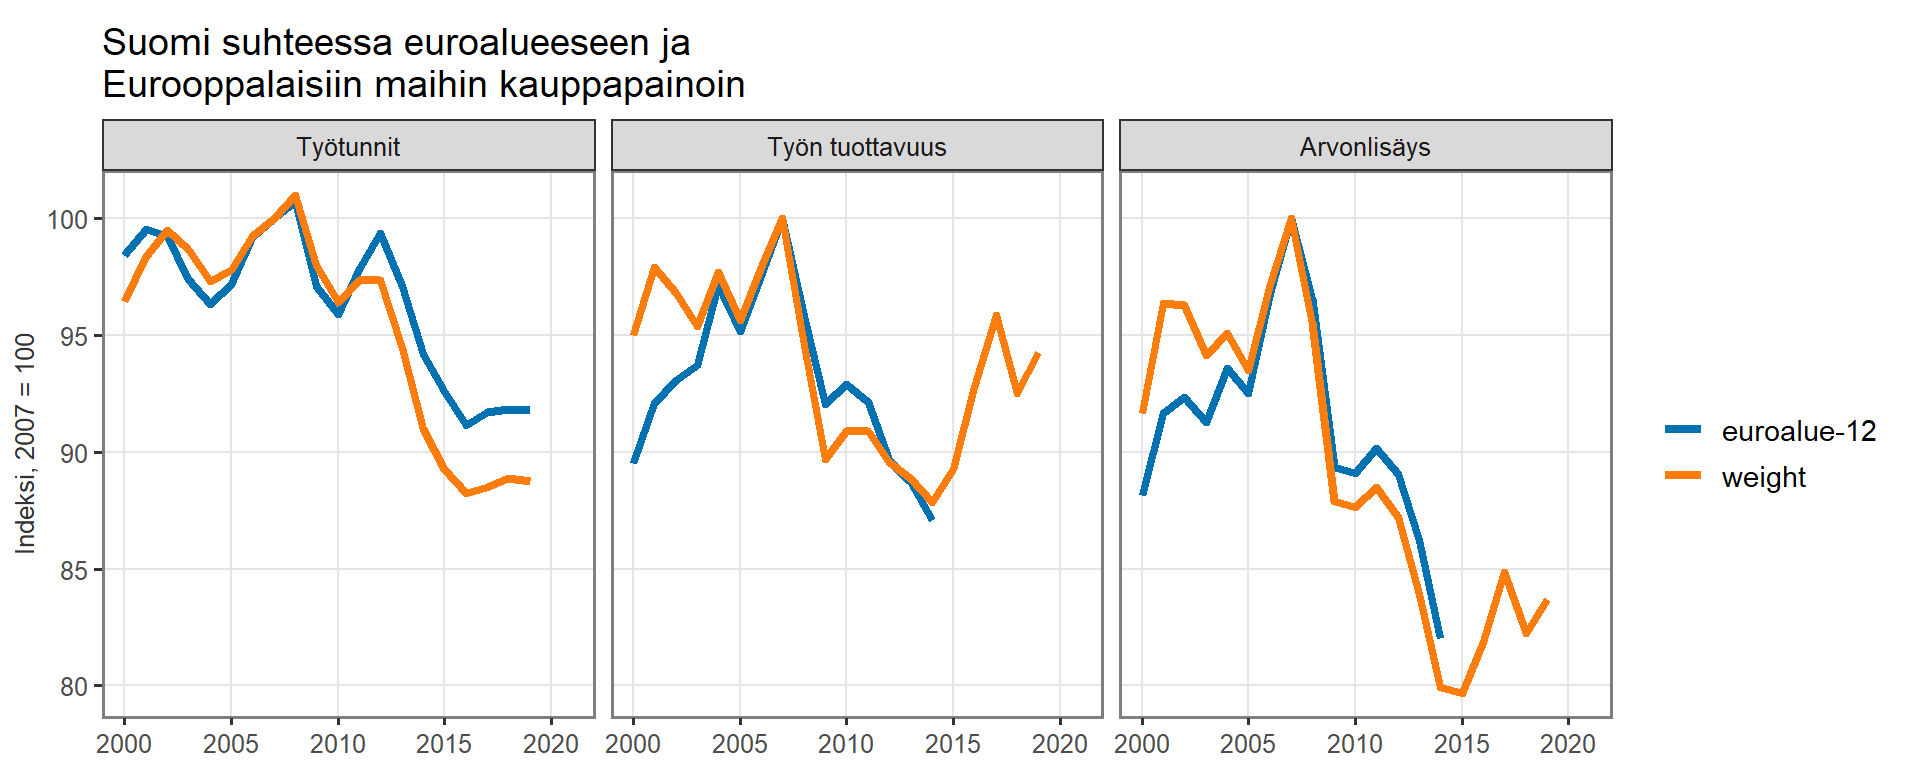 Suomi suhteessa euroalueeseen ja
Eurooppalaisiin maihin kauppapainoin
Työtunnit
Työn tuottavuus
Arvonlisäys
Indeksi, 2007 = 100
100
95
90
85
80
2000 2005 2010 2015 2020
2000 2005 2010 2015 2020
2000 2005 2010 2015 2020
euroalue-12
weight